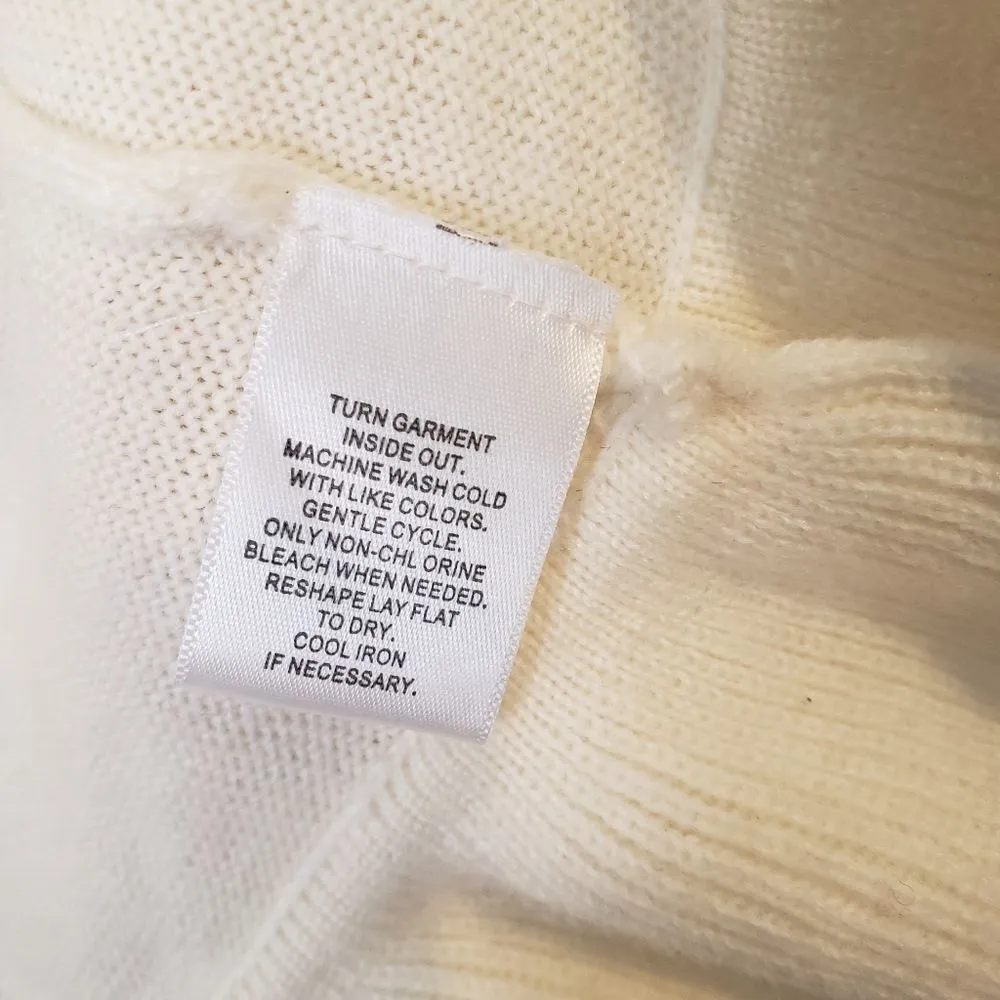 TURN GARMENT
INSIDE OUT.
MACHINE WASH COLD
WITH LIKE COLORS.
GENTLE CYCLE.
ONLY NON-CHL ORINE
BLEACH WHEN NEEDED.
RESHAPE LAY FLAT
TO DRY.
COOL IRON
IF NECESSARY.